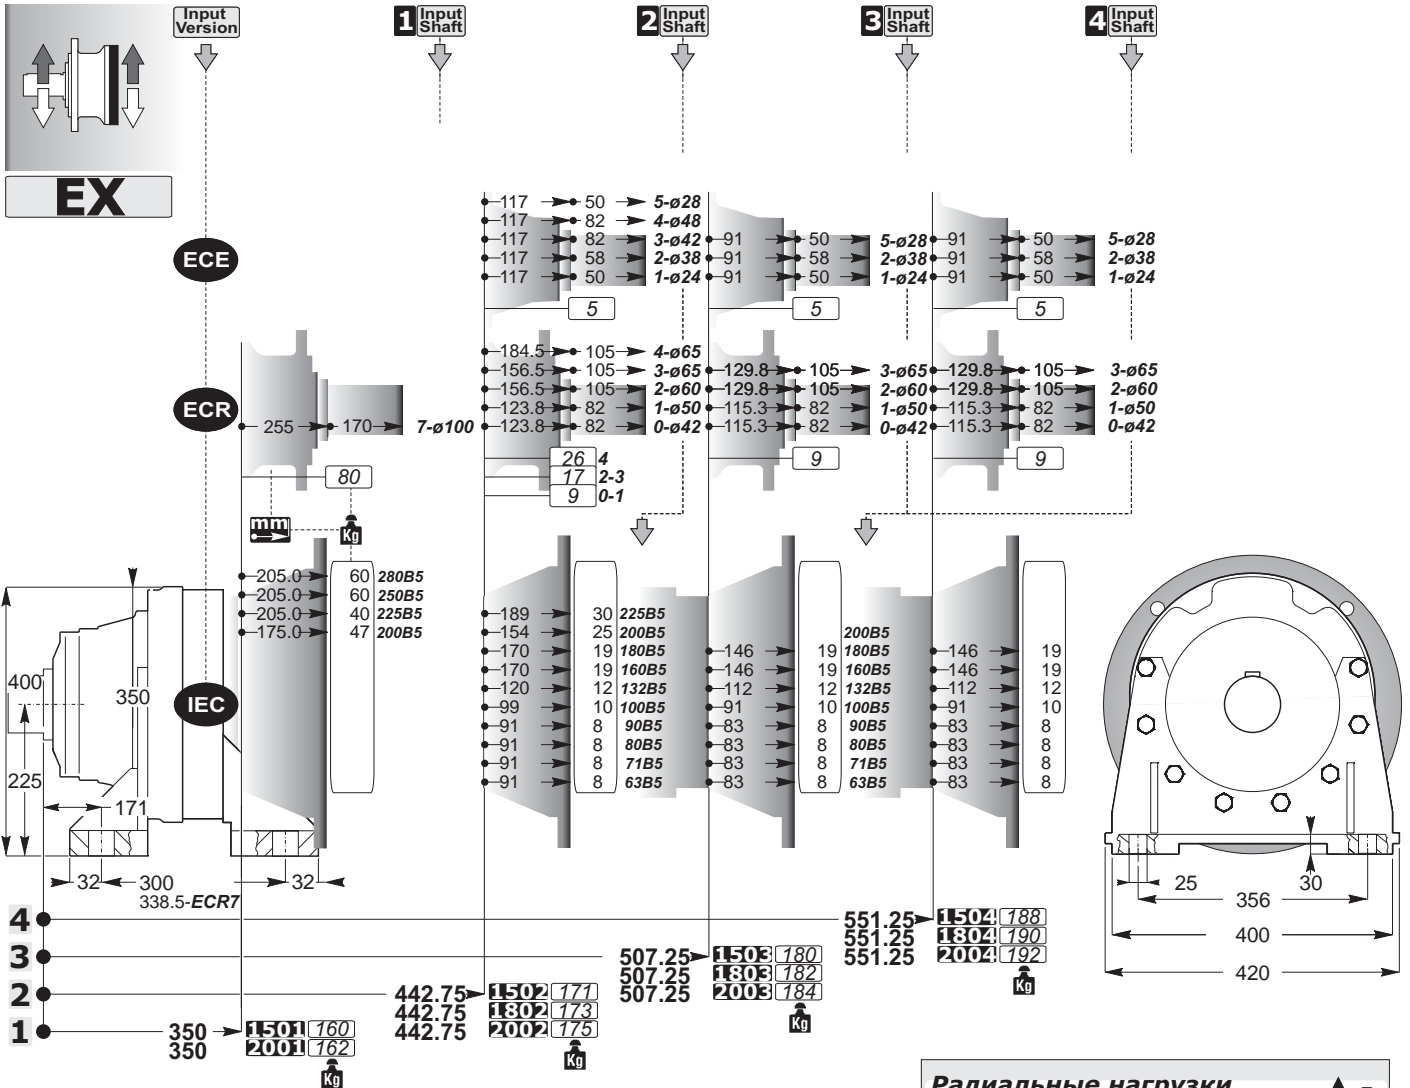 Input Version
1 Input Shaft
2 Input Shaft
3 Input Shaft
4 Input Shaft
EX
ECE
117 50 5-ø28
117 82 4-ø48
117 82 3-ø42 91 50 5-ø28 91 50 5-ø28
117 58 2-ø38 91 58 2-ø38 91 58 2-ø38
117 50 1-ø24 91 50 1-ø24 91 50 1-ø24
5 5 5
ECR
184.5 105 4-ø65
156.5 105 3-ø65 129.8 105 3-ø65 129.8 105 3-ø65
156.5 105 2-ø60 129.8 105 2-ø60 129.8 105 2-ø60
123.8 82 1-ø50 115.3 82 1-ø50 115.3 82 1-ø50
255 170 7-ø100 123.8 82 0-ø42 115.3 82 0-ø42 115.3 82 0-ø42
26 4 9 9
80 17 2-3
9 0-1
mm Kg
205.0 60 280B5
205.0 60 250B5
205.0 40 225B5 189 30 225B5
175.0 47 200B5 154 25 200B5 200B5
170 19 180B5 146 19 180B5 146 19
170 19 160B5 146 19 160B5 146 19
120 12 132B5 112 12 132B5 112 12
99 10 100B5 91 10 100B5 91 10
91 8 90B5 83 8 90B5 83 8
91 8 80B5 83 8 80B5 83 8
91 8 71B5 83 8 71B5 83 8
91 8 63B5 83 8 63B5 83 8
IEC
400
350
225
171
32 300 32
338.5-ECR7
25 30
356
400
420
4 551.25 1504 188
551.25 1804 190
551.25 2004 192
Kg
3 507.25 1503 180
507.25 1803 182
507.25 2003 184
Kg
2 442.75 1502 171
442.75 1802 173
442.75 2002 175
Kg
1 350 1501 160
350 2001 162
Kg
Радиальные нагрузки